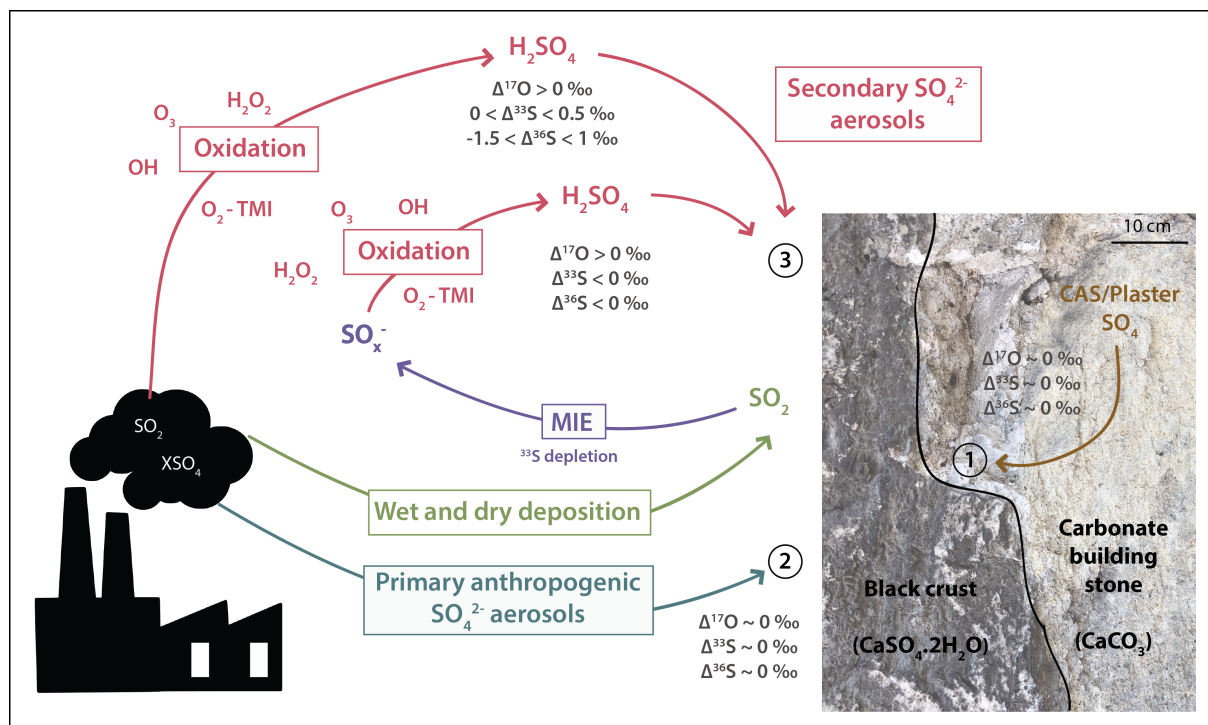 H₂SO₄
Δ¹⁷O > 0 ‰
0 < Δ³³S < 0.5 ‰
-1.5 < Δ³⁶S < 1 ‰
Secondary SO₄²⁻
aerosols
O₃
H₂O₂
Oxidation
OH
O₂ - TMI
O₃
OH
H₂SO₄
Oxidation
H₂O₂
O₂ - TMI
Δ¹⁷O > 0 ‰
Δ³³S < 0 ‰
Δ³⁶S < 0 ‰
3
10 cm
CAS/Plaster
SO₄
Δ¹⁷O ~ 0 ‰
Δ³³S ~ 0 ‰
Δ³⁶S ~ 0 ‰
1
SOₓ⁻
SO₂
MIE
³³S depletion
SO₂
XSO₄
Wet and dry deposition
Primary anthropogenic
SO₄²⁻ aerosols
2
Δ¹⁷O ~ 0 ‰
Δ³³S ~ 0 ‰
Δ³⁶S ~ 0 ‰
Black crust
(CaSO₄.2H₂O)
Carbonate
building
stone
(CaCO₃)